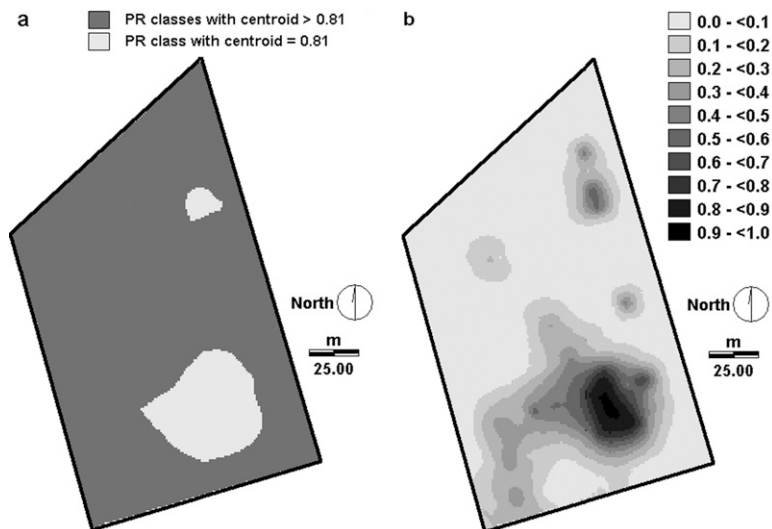 a
PR classes with centroid > 0.81
PR class with centroid = 0.81
North
m
25.00
b
0.0 - <0.1
0.1 - <0.2
0.2 - <0.3
0.3 - <0.4
0.4 - <0.5
0.5 - <0.6
0.6 - <0.7
0.7 - <0.8
0.8 - <0.9
0.9 - <1.0
North
m
25.00